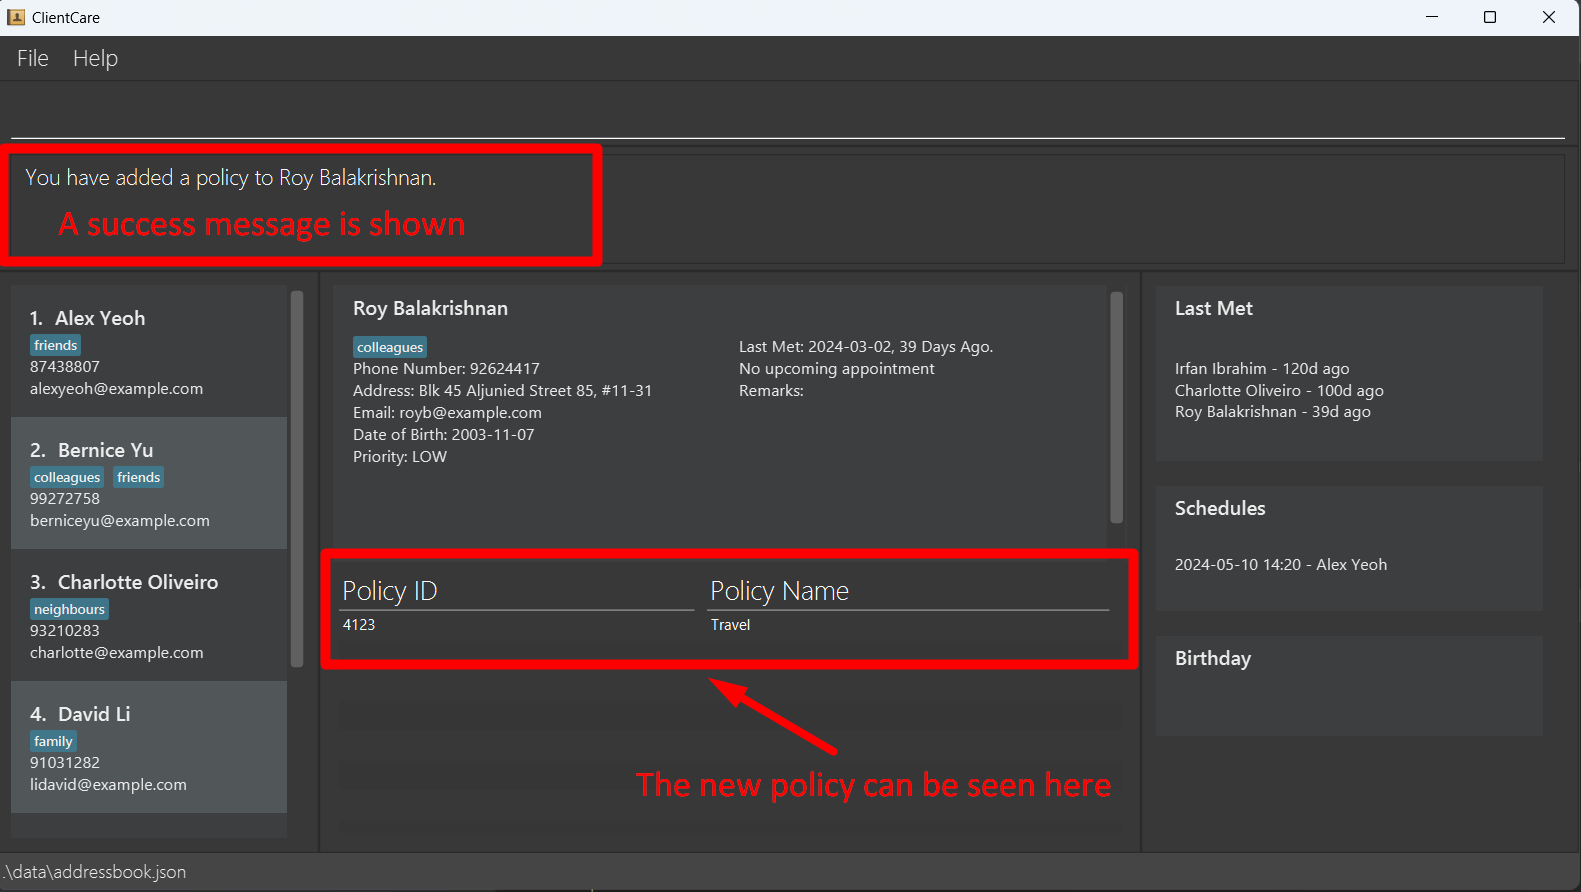 ClientCare
File Help
You have added a policy to Roy Balakrishnan.
A success message is shown
1. Alex Yeoh
friends
87438807
alexyeoh@example.com
2. Bernice Yu
colleagues friends
99272758
berniceyu@example.com
3. Charlotte Oliveiro
neighbours
93210283
charlotte@example.com
4. David Li
family
91031282
lidavid@example.com
Roy Balakrishnan
colleagues
Phone Number: 92624417
Address: Blk 45 Aljunied Street 85, #11-31
Email: royb@example.com
Date of Birth: 2003-11-07
Priority: LOW
Last Met: 2024-03-02, 39 Days Ago.
No upcoming appointment
Remarks:
Policy ID Policy Name
4123 Travel
The new policy can be seen here
Last Met
Irfan Ibrahim - 120d ago
Charlotte Oliveiro - 100d ago
Roy Balakrishnan - 39d ago
Schedules
2024-05-10 14:20 - Alex Yeoh
Birthday
.\data\addressbook.json